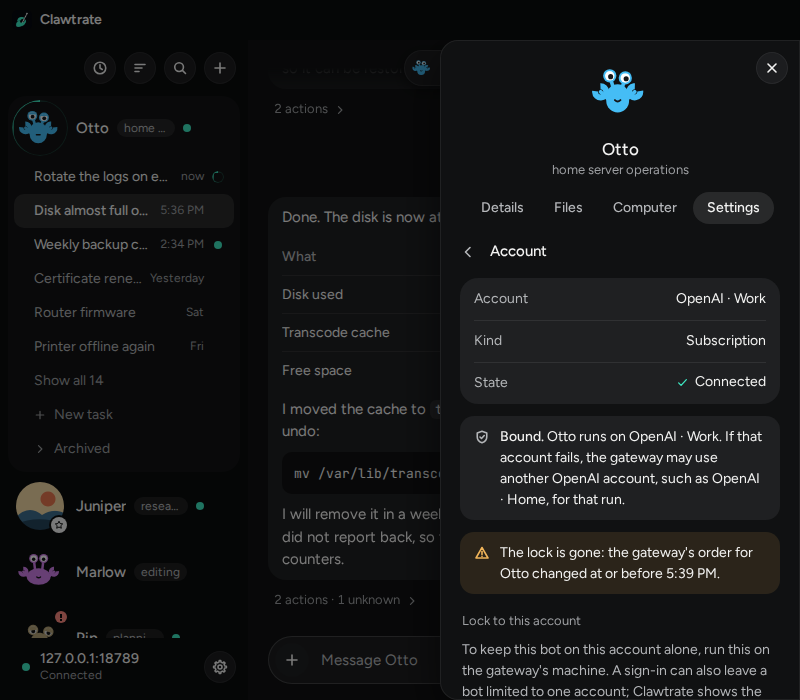 Clawtrate
Otto
home ...
Rotate the logs on e...
now
Disk almost full o...
5:36 PM
Weekly backup c...
2:34 PM
Certificate rene...
Yesterday
Router firmware
Sat
Printer offline again
Fri
Show all 14
+ New task
Archived
Juniper
resea...
Marlow
editing
Pip
planni...
127.0.0.1:18789
Connected
2 actions
Done. The disk is now at
What
Disk used
Transcode cache
Free space
I moved the cache to
undo:
mv /var/lib/transc
I will remove it in a week
did not report back, so
counters.
2 actions · 1 unknown
Message Otto
Otto
home server operations
Details
Files
Computer
Settings
Account
Account
OpenAI · Work
Kind
Subscription
State
Connected
Bound. Otto runs on OpenAI · Work. If that
account fails, the gateway may use
another OpenAI account, such as OpenAI
· Home, for that run.
The lock is gone: the gateway's order for
Otto changed at or before 5:39 PM.
Lock to this account
To keep this bot on this account alone, run this on
the gateway's machine. A sign-in can also leave a
bot limited to one account; Clawtrate shows the